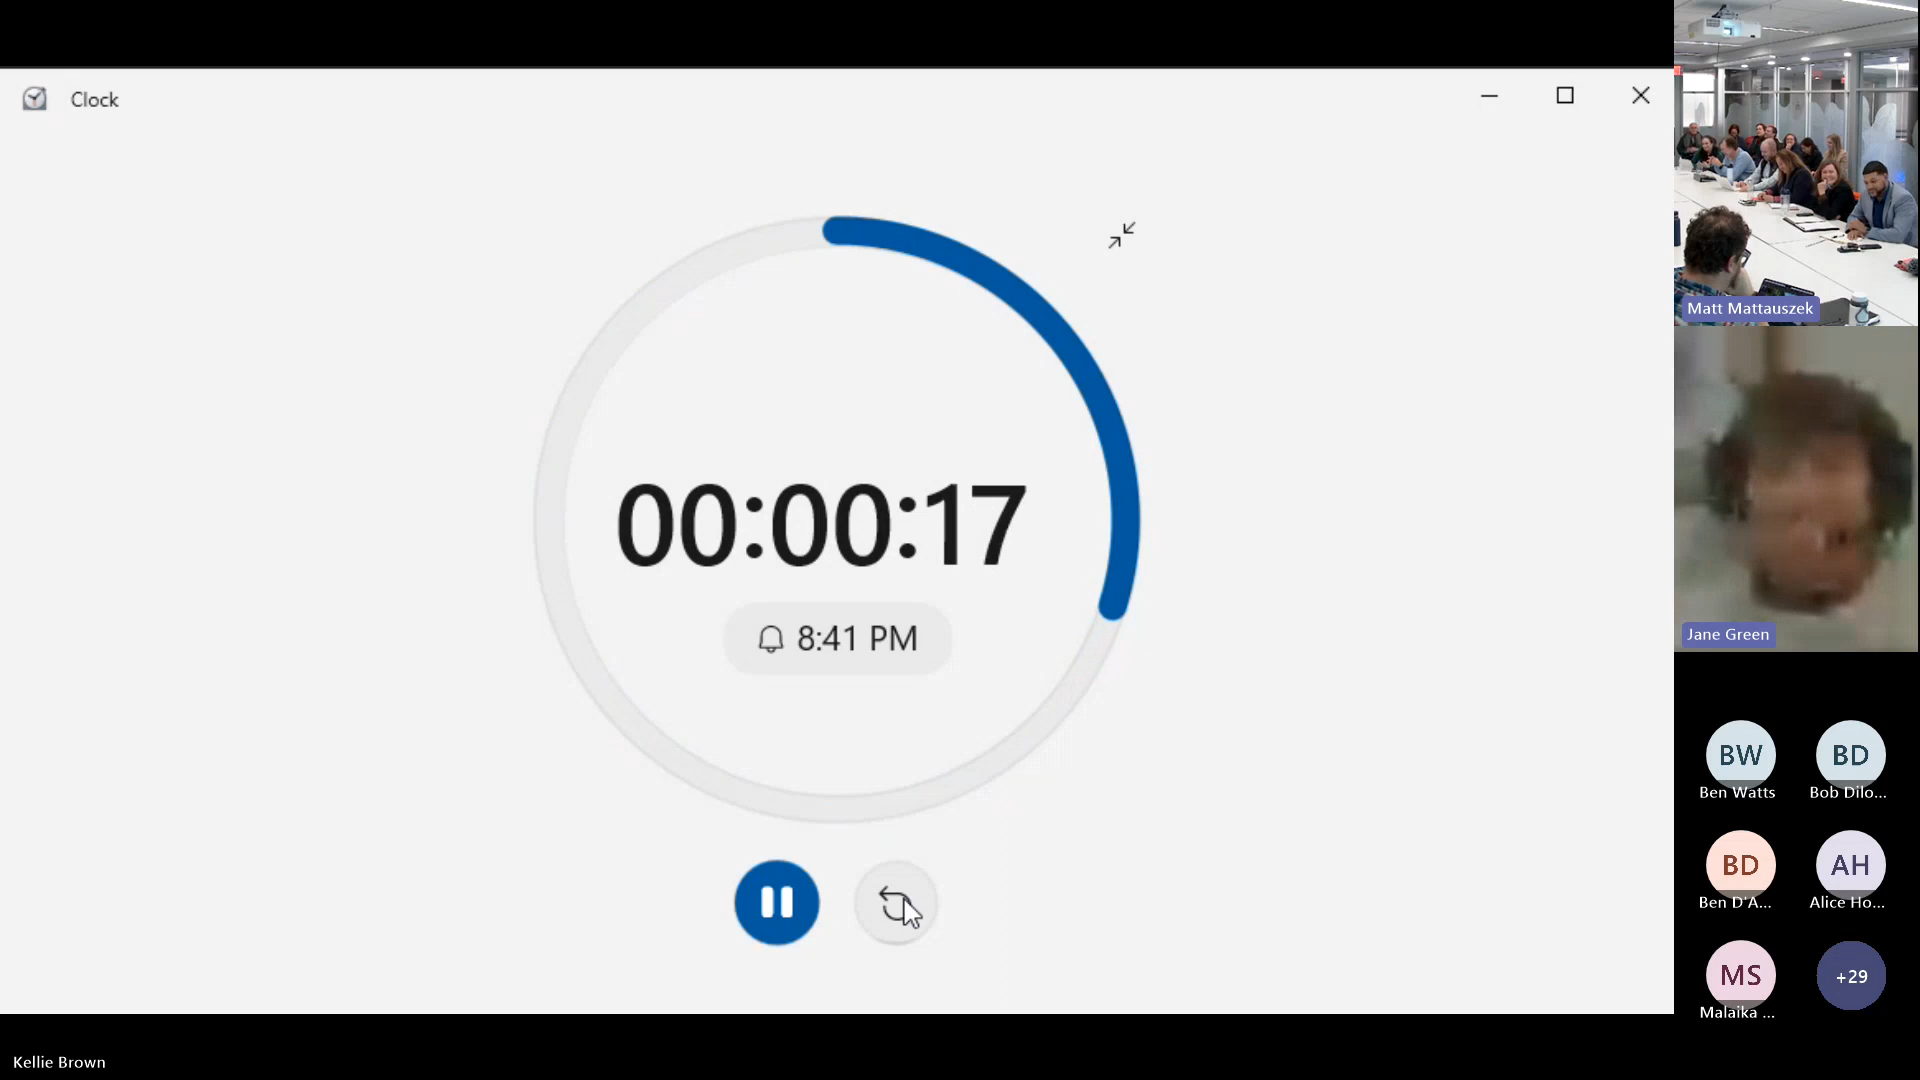 Clock
00:00:17
8:41 PM
Matt Mattauszek
Jane Green
BW
BD
Ben Watts
Bob Dilo...
BD
AH
Ben D'A...
Alice Ho...
MS
+29
Malaika ...
Kellie Brown